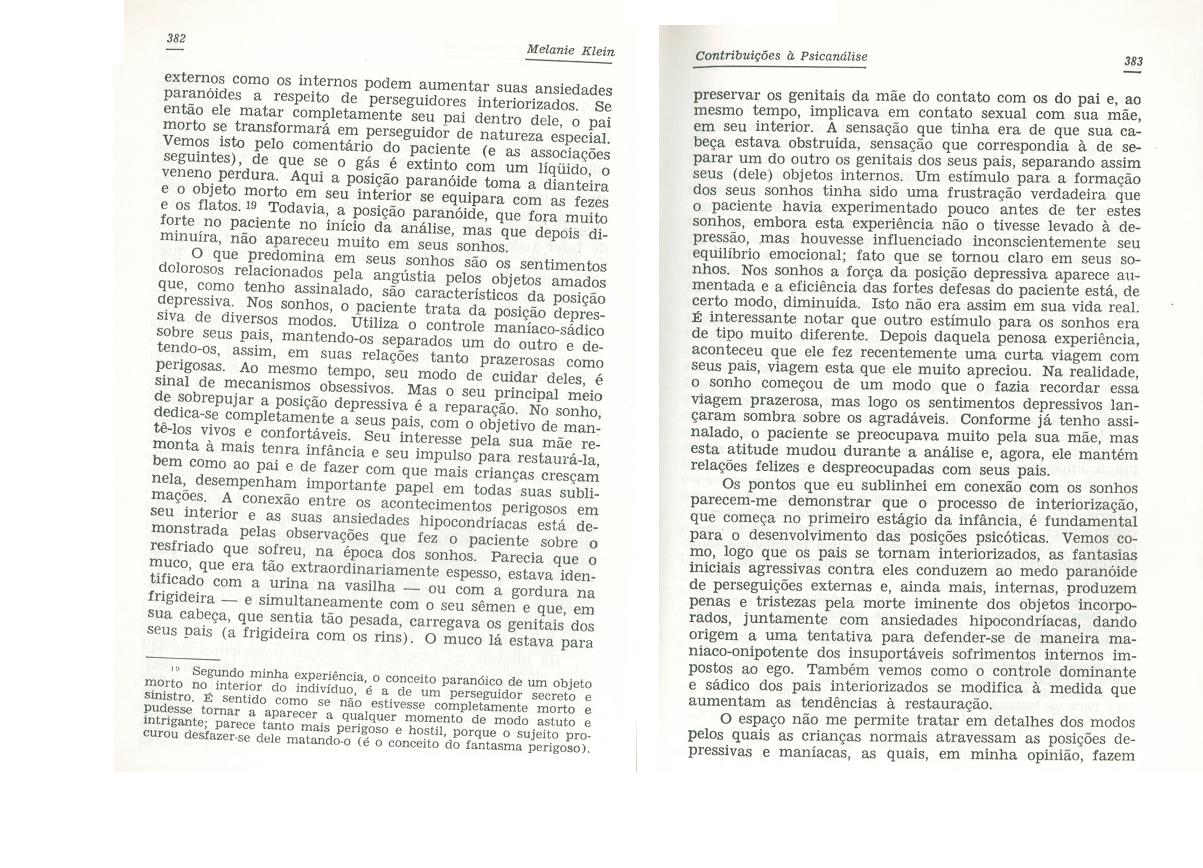 382
Melanie Klein
externos como os internos podem aumentar suas ansiedades
paranóides a respeito de perseguidores interiorizados. Se
então ele matar completamente seu pai dentro dele, o pai
morto se transformará em perseguidor de natureza especial.
Vemos isto pelo comentário do paciente (e as associações
seguintes), de que se o gás é extinto com um líqüido, o
veneno perdura. Aqui a posição paranóide toma a dianteira
e o objeto morto em seu interior se equipara com as fezes
e os flatos. 19 Todavia, a posição paranóide, que fora muito
forte no paciente no início da análise, mas que depois di-
minuíra, não apareceu muito em seus sonhos.
O que predomina em seus sonhos são os sentimentos
dolorosos relacionados pela angústia pelos objetos amados
que, como tenho assinalado, são característicos da posição
depressiva. Nos sonhos, o paciente trata da posição depres-
siva de diversos modos. Utiliza o controle maníaco-sádico
sobre seus pais, mantendo-os separados um do outro e de-
tendo-os, assim, em suas relações tanto prazerosas como
perigosas. Ao mesmo tempo, seu modo de cuidar deles, é
sinal de mecanismos obsessivos. Mas o seu principal meio
de sobrepujar a posição depressiva é a reparação. No sonho,
dedica-se completamente a seus pais, com o objetivo de man-
tê-los vivos e confortáveis. Seu interesse pela sua mãe re-
monta à mais tenra infância e seu impulso para restaurá-la,
bem como ao pai e de fazer com que mais crianças cresçam
nela, desempenham importante papel em todas suas subli-
mações. A conexão entre os acontecimentos perigosos em
seu interior e as suas ansiedades hipocondríacas está de-
monstrada pelas observações que fez o paciente sobre o
resfriado que sofreu, na época dos sonhos. Parecia que o
muco, que era tão extraordinariamente espesso, estava iden-
tificado com a urina na vasilha — ou com a gordura na
frigideira — e simultaneamente com o seu sêmen e que, em
sua cabeça, que sentia tão pesada, carregava os genitais dos
seus pais (a frigideira com os rins). O muco lá estava para
19 Segundo minha experiência, o conceito paranóico de um objeto
morto no interior do indivíduo, é a de um perseguidor secreto e
sinistro. É sentido como se não estivesse completamente morto e
pudesse tornar a aparecer a qualquer momento de modo astuto e
intrigante; parece tanto mais perigoso e hostil, porque o sujeito pro-
curou desfazer-se dele matando-o (é o conceito do fantasma perigoso).
Contribuições à Psicanálise
383
preservar os genitais da mãe do contato com os do pai e, ao
mesmo tempo, implicava em contato sexual com sua mãe,
em seu interior. A sensação que tinha era de que sua ca-
beça estava obstruída, sensação que correspondia à de se-
parar um do outro os genitais dos seus pais, separando assim
seus (dele) objetos internos. Um estímulo para a formação
dos seus sonhos tinha sido uma frustração verdadeira que
o paciente havia experimentado pouco antes de ter estes
sonhos, embora esta experiência não o tivesse levado à de-
pressão, mas houvesse influenciado inconscientemente seu
equilíbrio emocional; fato que se tornou claro em seus so-
nhos. Nos sonhos a força da posição depressiva aparece au-
mentada e a eficiência das fortes defesas do paciente está, de
certo modo, diminuída. Isto não era assim em sua vida real.
É interessante notar que outro estímulo para os sonhos era
de tipo muito diferente. Depois daquela penosa experiência,
aconteceu que ele fez recentemente uma curta viagem com
seus pais, viagem esta que ele muito apreciou. Na realidade,
o sonho começou de um modo que o fazia recordar essa
viagem prazerosa, mas logo os sentimentos depressivos lan-
çaram sombra sobre os agradáveis. Conforme já tenho assi-
nalado, o paciente se preocupava muito pela sua mãe, mas
esta atitude mudou durante a análise e, agora, ele mantém
relações felizes e despreocupadas com seus pais.
Os pontos que eu sublinhei em conexão com os sonhos
parecem-me demonstrar que o processo de interiorização,
que começa no primeiro estágio da infância, é fundamental
para o desenvolvimento das posições psicóticas. Vemos co-
mo, logo que os pais se tornam interiorizados, as fantasias
iniciais agressivas contra eles conduzem ao medo paranóide
de perseguições externas e, ainda mais, internas, produzem
penas e tristezas pela morte iminente dos objetos incorpo-
rados, juntamente com ansiedades hipocondríacas, dando
origem a uma tentativa para defender-se de maneira ma-
níaco-onipotente dos insuportáveis sofrimentos internos im-
postos ao ego. Também vemos como o controle dominante
e sádico dos pais interiorizados se modifica à medida que
aumentam as tendências à restauração.
O espaço não me permite tratar em detalhes dos modos
pelos quais as crianças normais atravessam as posições de-
pressivas e maníacas, as quais, em minha opinião, fazem